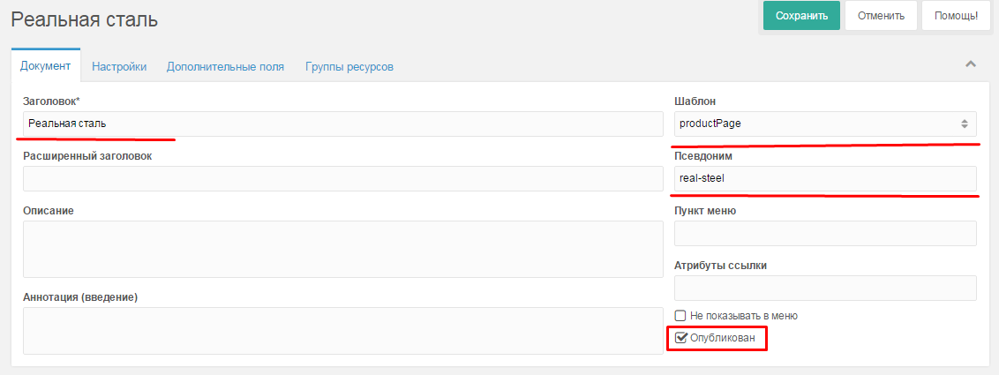 Реальная сталь
Сохранить
Отменить
Помощь!
Документ
Настройки
Дополнительные поля
Группы ресурсов
Заголовок*
Реальная сталь
Шаблон
productPage
Расширенный заголовок
Псевдоним
real-steel
Описание
Пункт меню
Атрибуты ссылки
Аннотация (введение)
Не показывать в меню
Опубликован